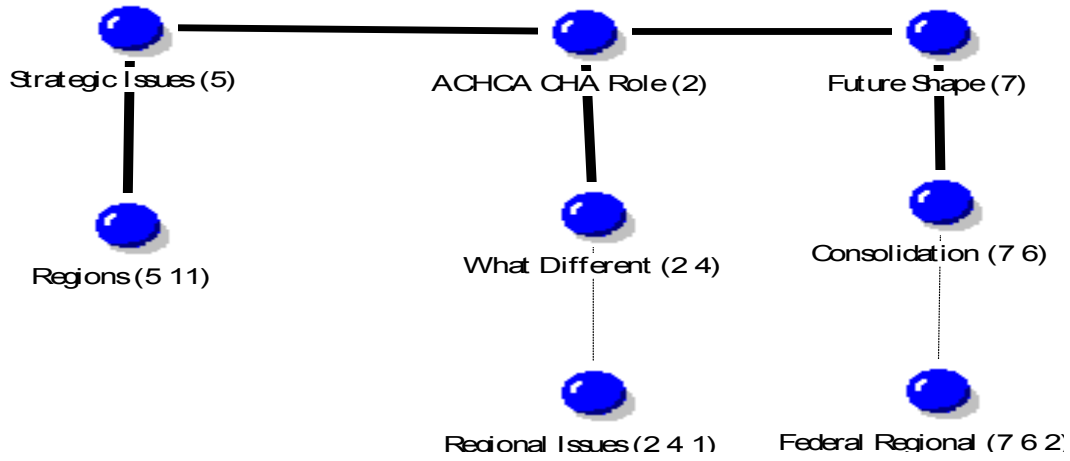 Strategic Issues (5)
ACHCA CHA Role (2)
Future Shape (7)
Regions (5 11)
What Different (2 4)
Consolidation (7 6)
Regional Issues (2 4 1)
Federal Regional (7 6 2)